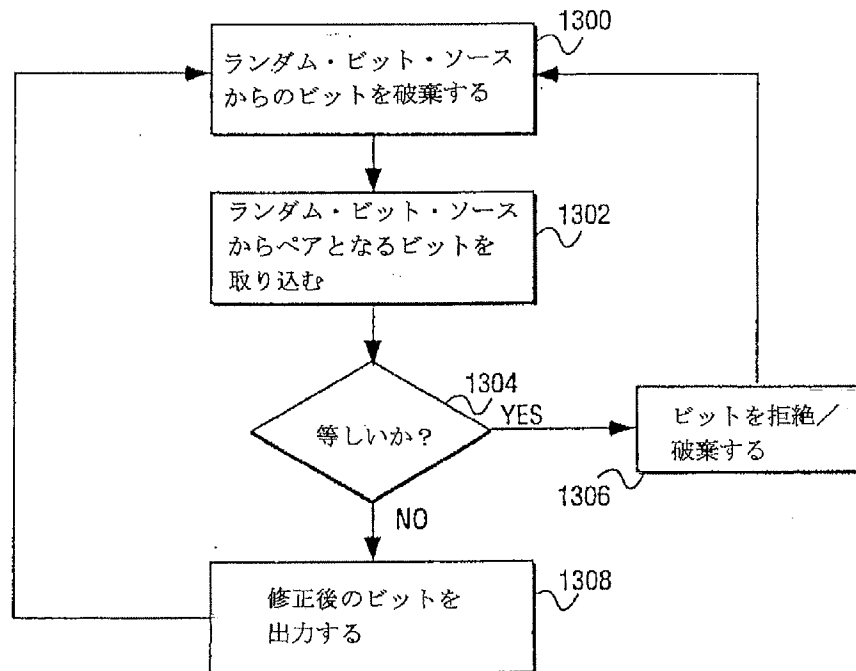 1300
ランダム・ビット・ソース
からのビットを破棄する
1302
ランダム・ビット・ソース
からペアとなるビットを
取り込む
1304
等しいか?
YES
ビットを拒絶/
破棄する
1306
NO
1308
修正後のビットを
出力する